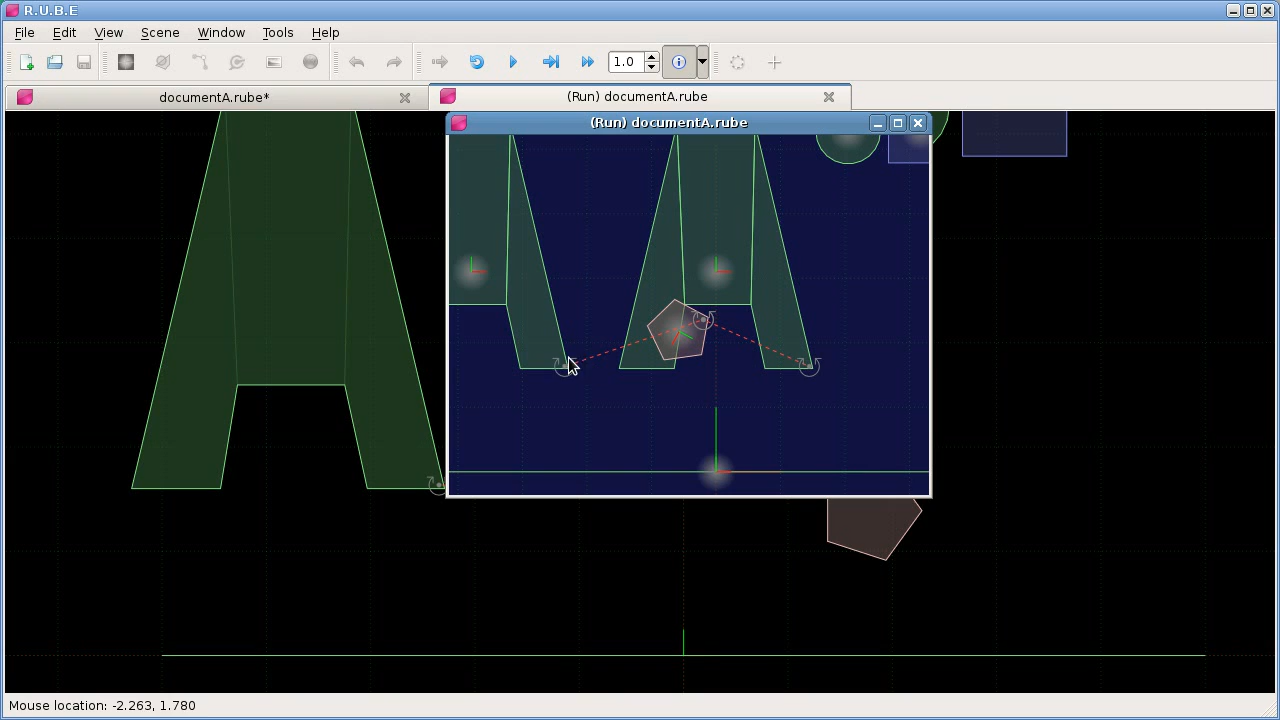 R.U.B.E
File Edit View Scene Window Tools Help
1.0
documentA.rube* (Run) documentA.rube
(Run) documentA.rube
Mouse location: -2.263, 1.780